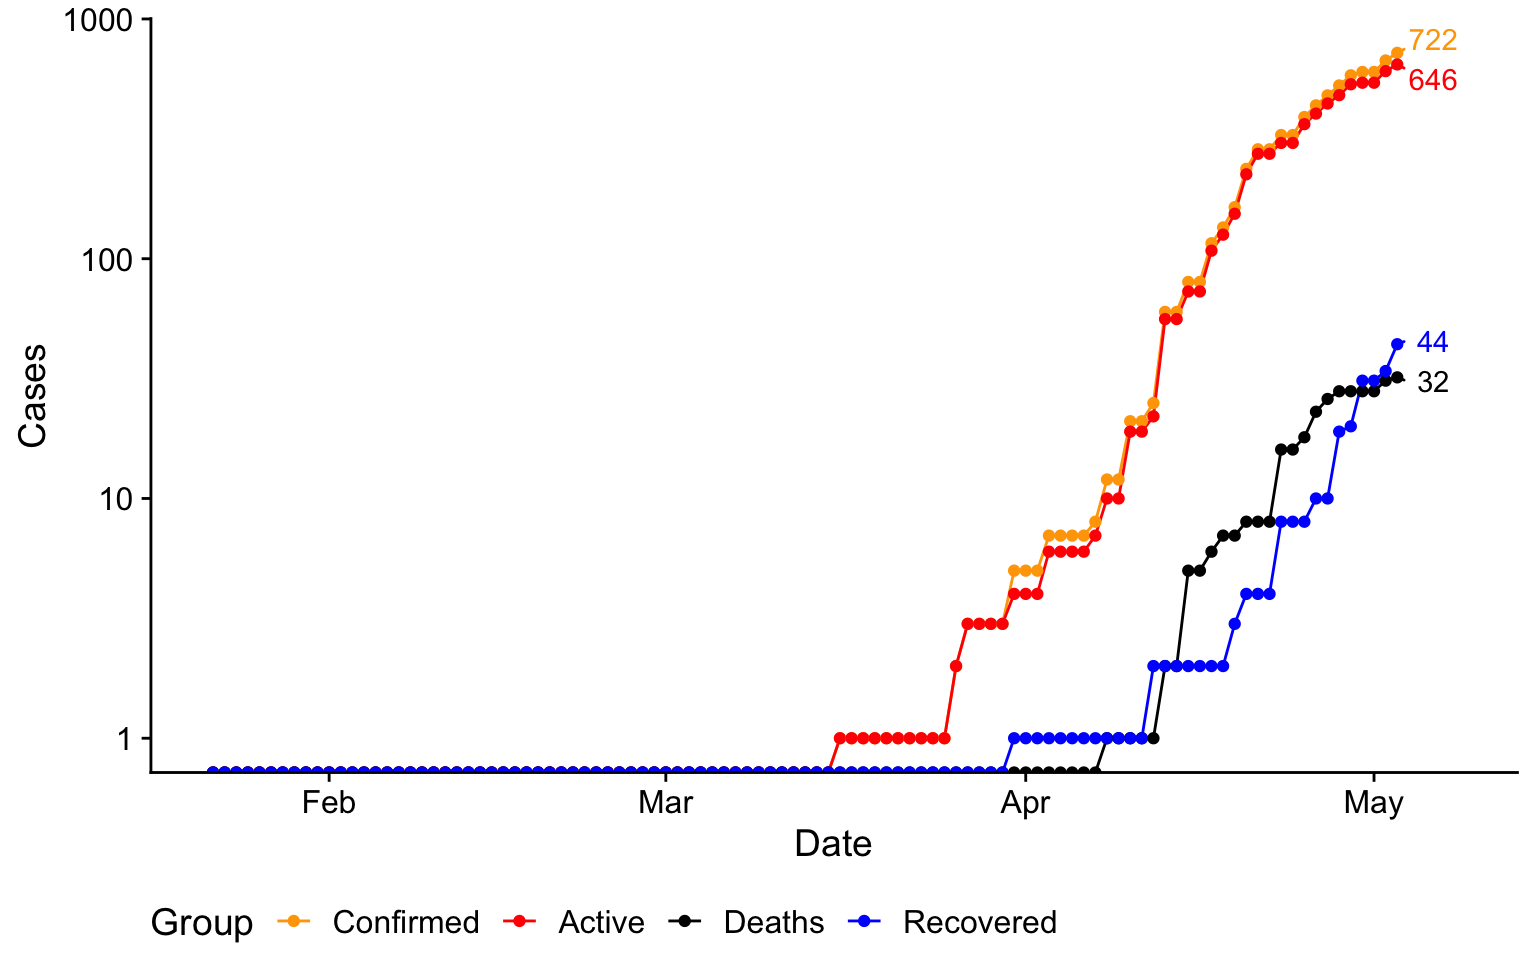 1000
722
646
100
44
32
10
1
Cases
Feb Mar Apr May
Date
Group Confirmed Active Deaths Recovered